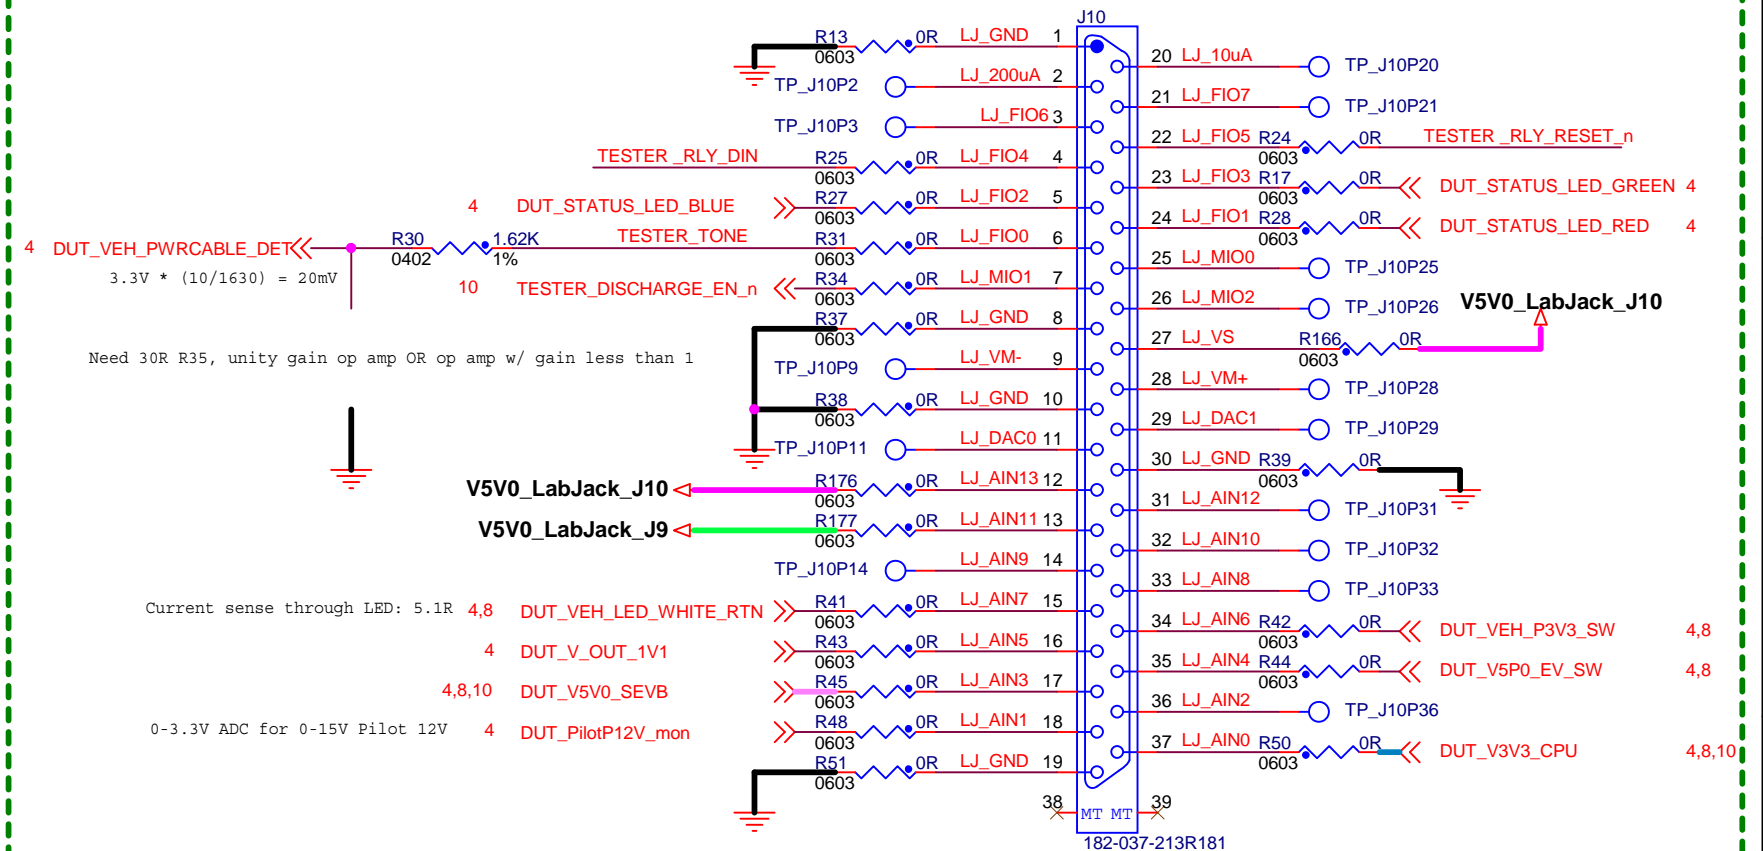 J10
R13 0R LJ_GND 1
0603
20 LJ_10uA TP_J10P20
TP_J10P2 LJ_200uA 2
21 LJ_FIO7 TP_J10P21
TP_J10P3 LJ_FIO6 3
22 LJ_FIO5 R24 0R TESTER _RLY_RESET_n
0603
TESTER _RLY_DIN R25 0R LJ_FIO4 4
0603
23 LJ_FIO3 R17 0R DUT_STATUS_LED_GREEN 4
0603
4 DUT_STATUS_LED_BLUE R27 0R LJ_FIO2 5
0603
24 LJ_FIO1 R28 0R DUT_STATUS_LED_RED 4
0603
4 DUT_VEH_PWRCABLE_DET R30 1.62K TESTER_TONE R31 0R LJ_FIO0 6
0402 1% 0603
3.3V * (10/1630) = 20mV
25 LJ_MIO0 TP_J10P25
10 TESTER_DISCHARGE_EN_n R34 0R LJ_MIO1 7
0603
26 LJ_MIO2 TP_J10P26
V5V0_LabJack_J10
R37 0R LJ_GND 8
0603
27 LJ_VS R166 0R
0603
Need 30R R35, unity gain op amp OR op amp w/ gain less than 1
TP_J10P9 LJ_VM- 9
28 LJ_VM+ TP_J10P28
R38 0R LJ_GND 10
0603
29 LJ_DAC1 TP_J10P29
TP_J10P11 LJ_DAC0 11
30 LJ_GND R39 0R
0603
V5V0_LabJack_J10 R176 0R LJ_AIN13 12
0603
31 LJ_AIN12 TP_J10P31
V5V0_LabJack_J9 R177 0R LJ_AIN11 13
0603
32 LJ_AIN10 TP_J10P32
TP_J10P14 LJ_AIN9 14
33 LJ_AIN8 TP_J10P33
Current sense through LED: 5.1R 4,8 DUT_VEH_LED_WHITE_RTN R41 0R LJ_AIN7 15
0603
34 LJ_AIN6 R42 0R DUT_VEH_P3V3_SW 4,8
0603
4 DUT_V_OUT_1V1 R43 0R LJ_AIN5 16
0603
35 LJ_AIN4 R44 0R DUT_V5P0_EV_SW 4,8
0603
4,8,10 DUT_V5V0_SEVB R45 0R LJ_AIN3 17
0603
36 LJ_AIN2 TP_J10P36
0-3.3V ADC for 0-15V Pilot 12V 4 DUT_PilotP12V_mon R48 0R LJ_AIN1 18
0603
37 LJ_AIN0 R50 0R DUT_V3V3_CPU 4,8,10
0603
R51 0R LJ_GND 19
0603
38 MT MT 39
182-037-213R181